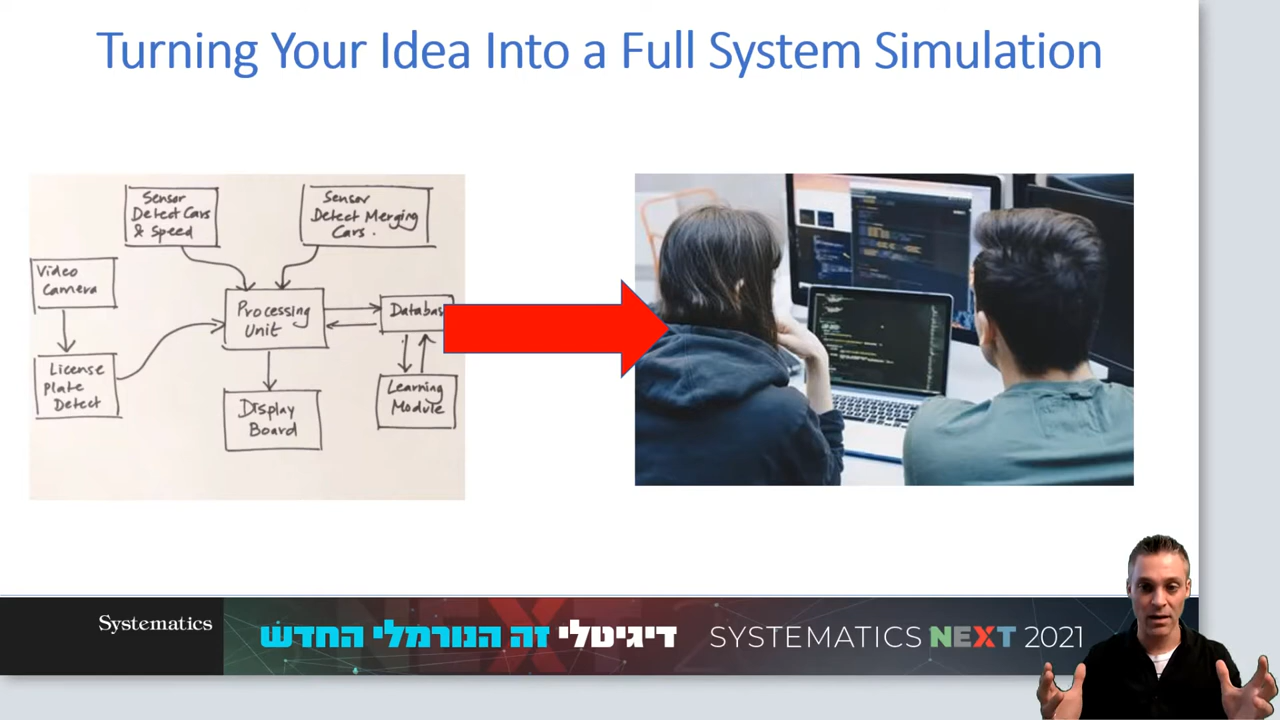 Turning Your Idea Into a Full System Simulation
Sensor
Detect Cars
& Speed
Sensor
Detect Merging
Cars.
Video
Camera
Processing
Unit
Databas
License
Plate
Detect
Display
Board
Learning
Module
Systematics
דיגיטלי זה הנורמלי החדש
SYSTEMATICS NEXT 2021